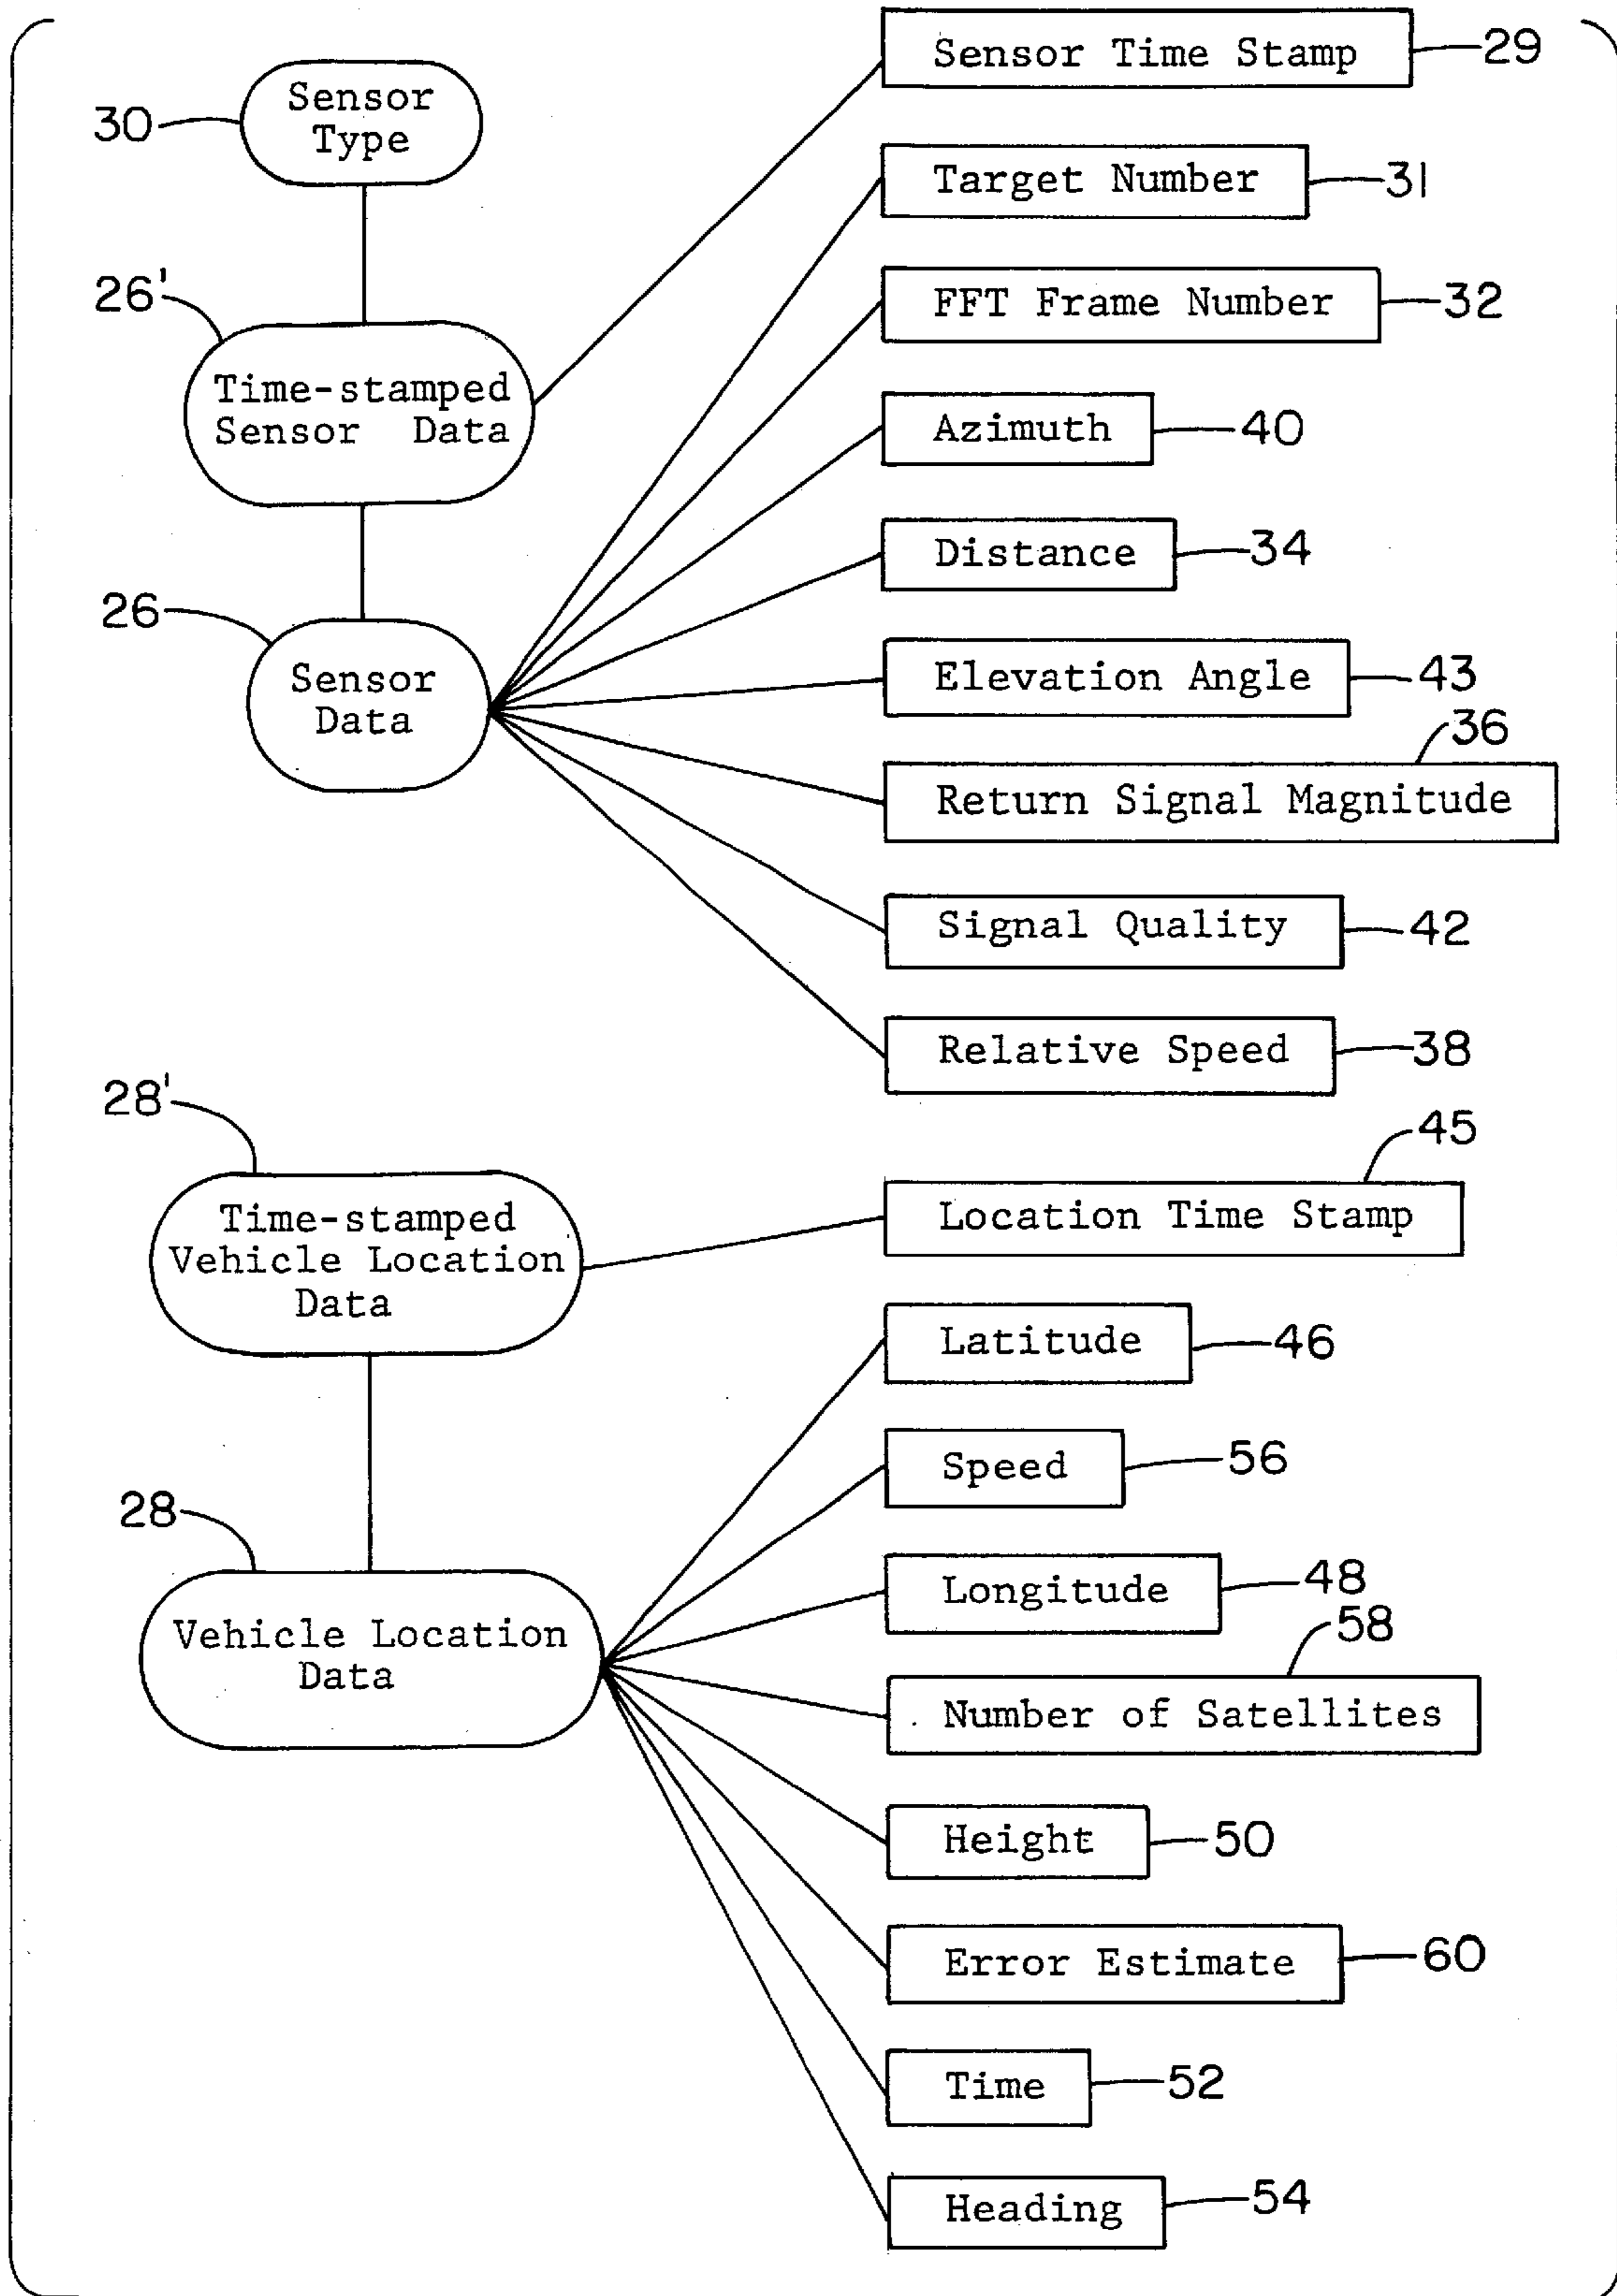 Sensor Time Stamp
29
Sensor
Type
30
Target Number
31
26'
FFT Frame Number
32
Time-stamped
Sensor Data
Azimuth
40
Distance
34
26
Sensor
Data
Elevation Angle
43
36
Return Signal Magnitude
Signal Quality
42
Relative Speed
38
28'
45
Time-stamped
Vehicle Location
Data
Location Time Stamp
Latitude
46
Speed
56
28
Longitude
48
58
Vehicle Location
Data
Number of Satellites
Height
50
Error Estimate
60
Time
52
Heading
54